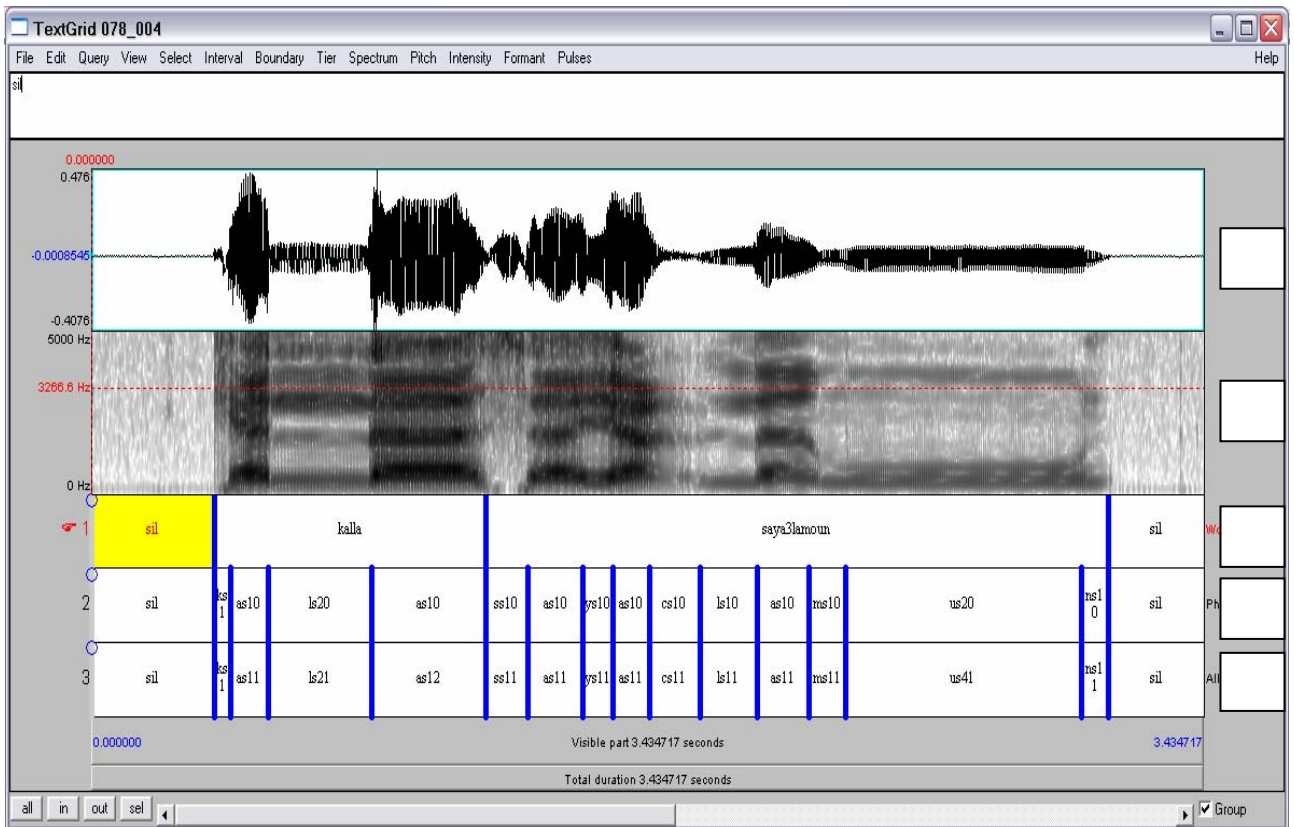 TextGrid 078_004
File Edit Query View Select Interval Boundary Tier Spectrum Pitch Intensity Formant Pulses Help
sil
0.000000
0.476
-0.0008545
-0.4076
5000 Hz
3266.6 Hz
0 Hz
1 sil kalla saya3lamoun sil Wo
2 sil ks1 as10 ls20 as10 ss10 as10 ys10 as10 cs10 ls10 as10 ms10 us20 ns10 sil Ph
3 sil ks1 as11 ls21 as12 ss11 as11 ys11 as11 cs11 ls11 as11 ms11 us41 ns11 sil All
0.000000 Visible part 3.434717 seconds 3.434717
Total duration 3.434717 seconds
all in out sel Group